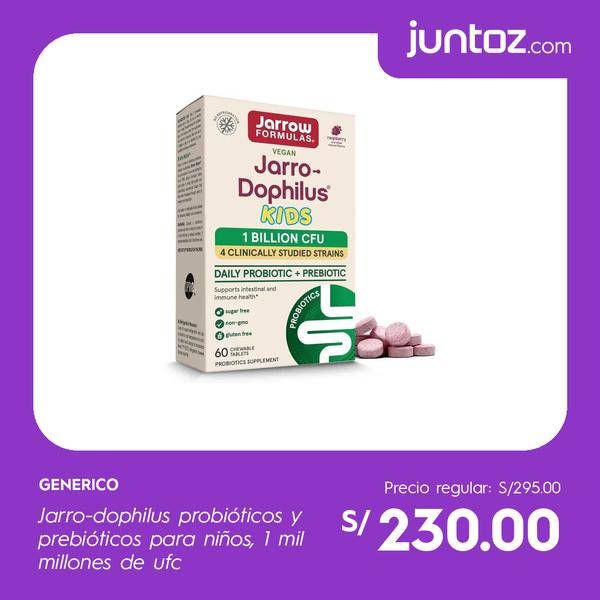 juntoz.com
NO REFRIGERATION
Jarrow
FORMULAS®
raspberry
VEGAN
Jarro-
Dophilus®
KIDS
1 BILLION CFU
4 CLINICALLY STUDIED STRAINS
DAILY PROBIOTIC + PREBIOTIC
Supports intestinal and
immune health*
sugar free
non-gmo
gluten free
PROBIOTICS
60 CHEWABLE
TABLETS
PROBIOTICS SUPPLEMENT
GENERICO
Jarro-dophilus probióticos y
prebióticos para niños, 1 mil
millones de ufc
Precio regular: S/295.00
S/ 230.00